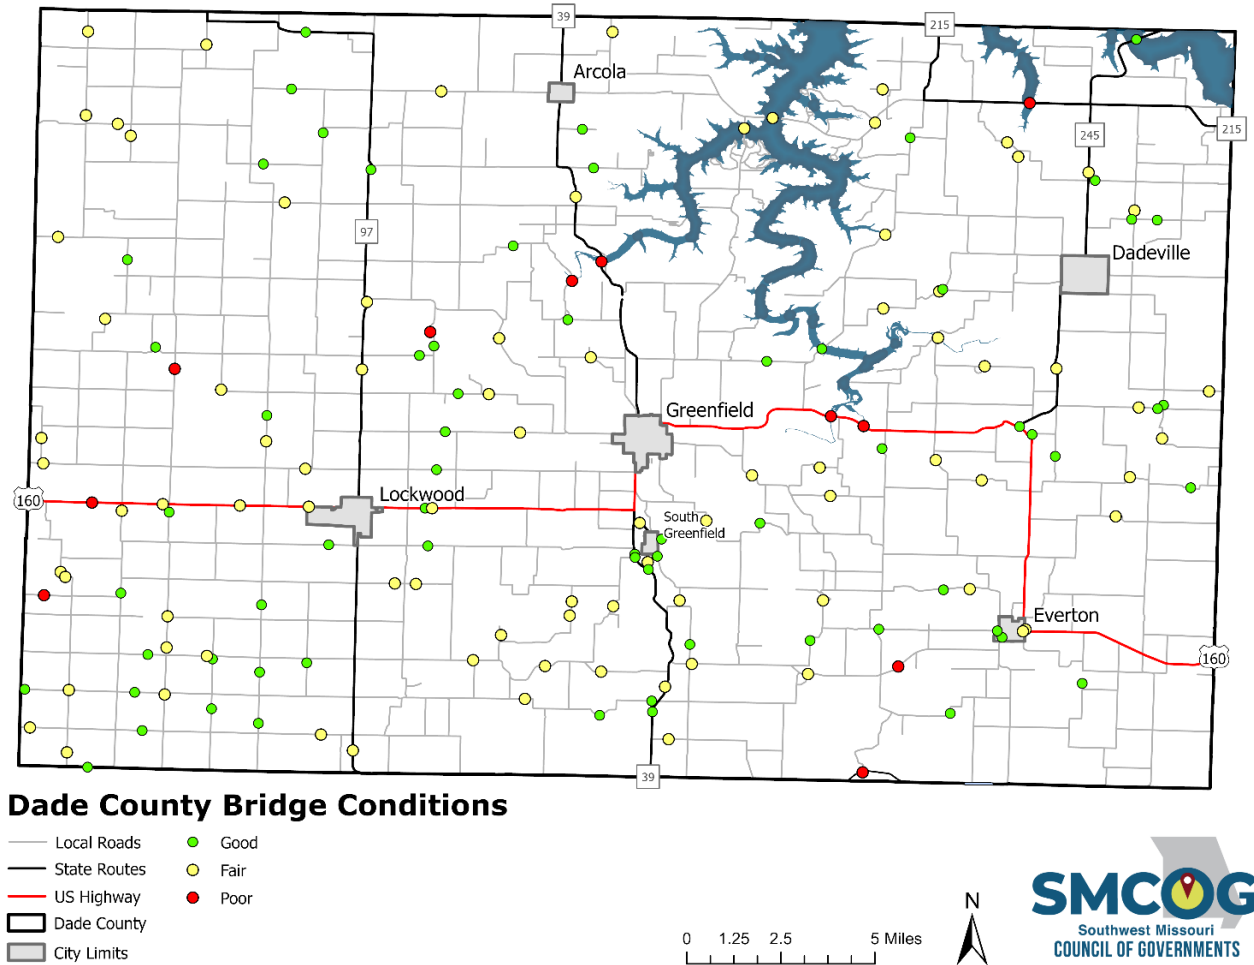 39
215
Arcola
245
215
97
Dadeville
Greenfield
160
Lockwood
South
Greenfield
Everton
160
39
Dade County Bridge Conditions
Local Roads
State Routes
US Highway
Dade County
City Limits
Good
Fair
Poor
0 1.25 2.5 5 Miles
N
SMCOG
Southwest Missouri
COUNCIL OF GOVERNMENTS